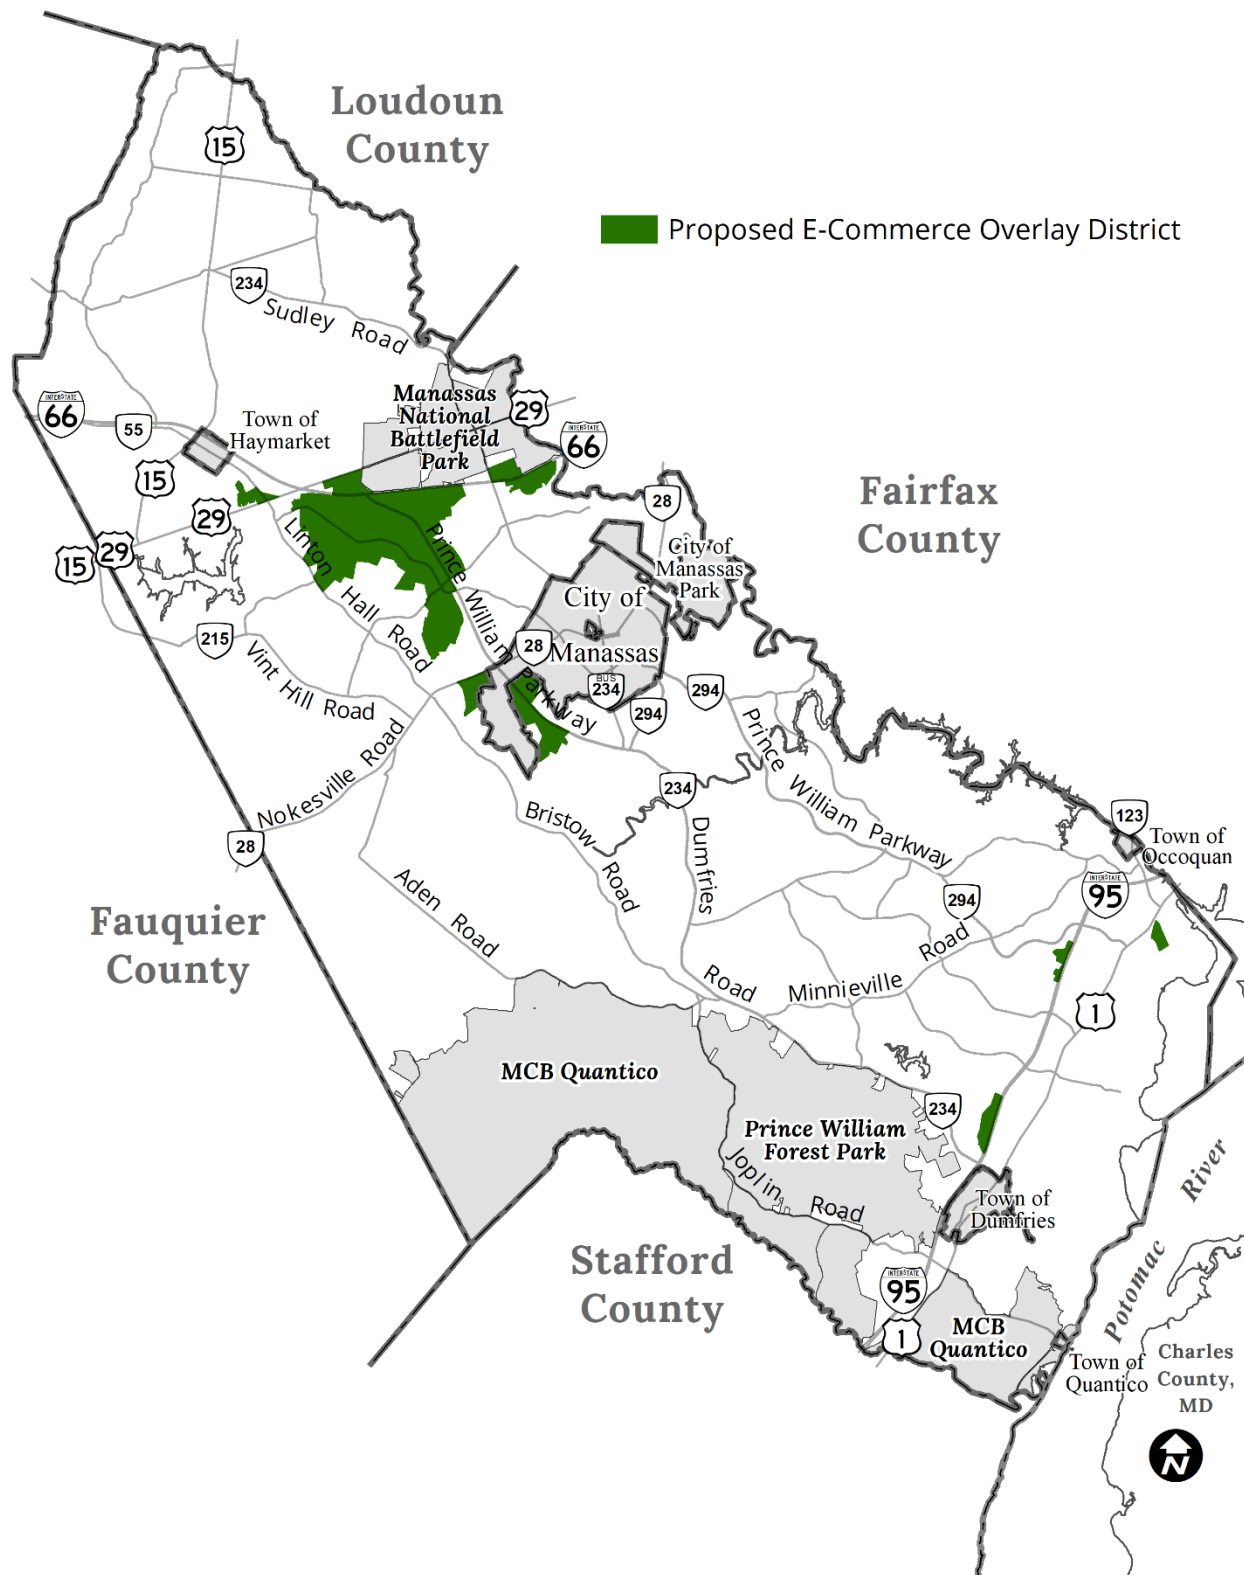 Loudoun
County
15
Proposed E-Commerce Overlay District
234
Sudley Road
INTERSTATE
66
55
Town of
Haymarket
Manassas
National
Battlefield
Park
29
INTERSTATE
66
15
29
28
Fairfax
County
15
29
Linton Hall Road
Prince William Parkway
City of
Manassas
Park
City of
Manassas
28
215
Vint Hill Road
BUS
234
294
294
Nokesville Road
28
234
Prince William Parkway
Bristow Road
Dumfries Road
123
Town of
Occoquan
INTERSTATE
95
294
Aden Road
Fauquier
County
Minnieville Road
1
MCB Quantico
234
Prince William
Forest Park
Joplin Road
Town of
Dumfries
Potomac River
Stafford
County
INTERSTATE
95
1
MCB
Quantico
Town of
Quantico
Charles
County,
MD
N